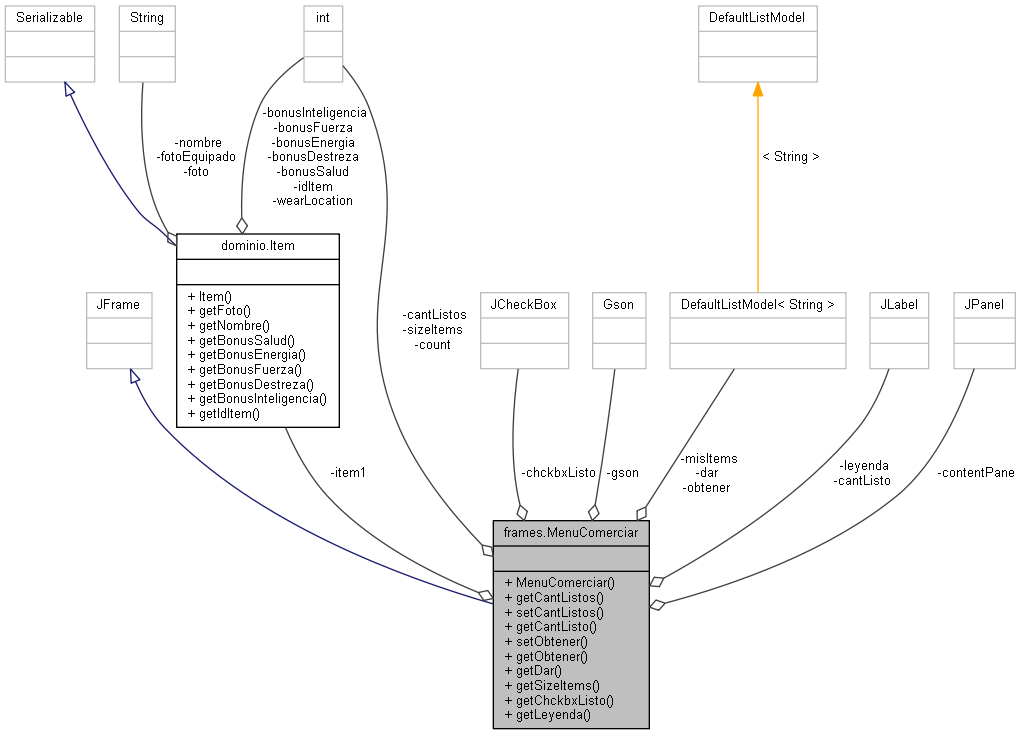 Serializable
String
int
DefaultListModel
-bonusInteligencia
-bonusFuerza
-bonusEnergia
-bonusDestreza
-bonusSalud
-idItem
-wearLocation
-nombre
-fotoEquipado
-foto
< String >
dominio.Item
+ Item()
+ getFoto()
+ getNombre()
+ getBonusSalud()
+ getBonusEnergia()
+ getBonusFuerza()
+ getBonusDestreza()
+ getBonusInteligencia()
+ getIdItem()
JFrame
-cantListos
-sizeItems
-count
JCheckBox
Gson
DefaultListModel< String >
JLabel
JPanel
-item1
-chckbxListo
-gson
-misItems
-dar
-obtener
-leyenda
-cantListo
-contentPane
frames.MenuComerciar
+ MenuComerciar()
+ getCantListos()
+ setCantListos()
+ getCantListo()
+ setObtener()
+ getObtener()
+ getDar()
+ getSizeItems()
+ getChckbxListo()
+ getLeyenda()